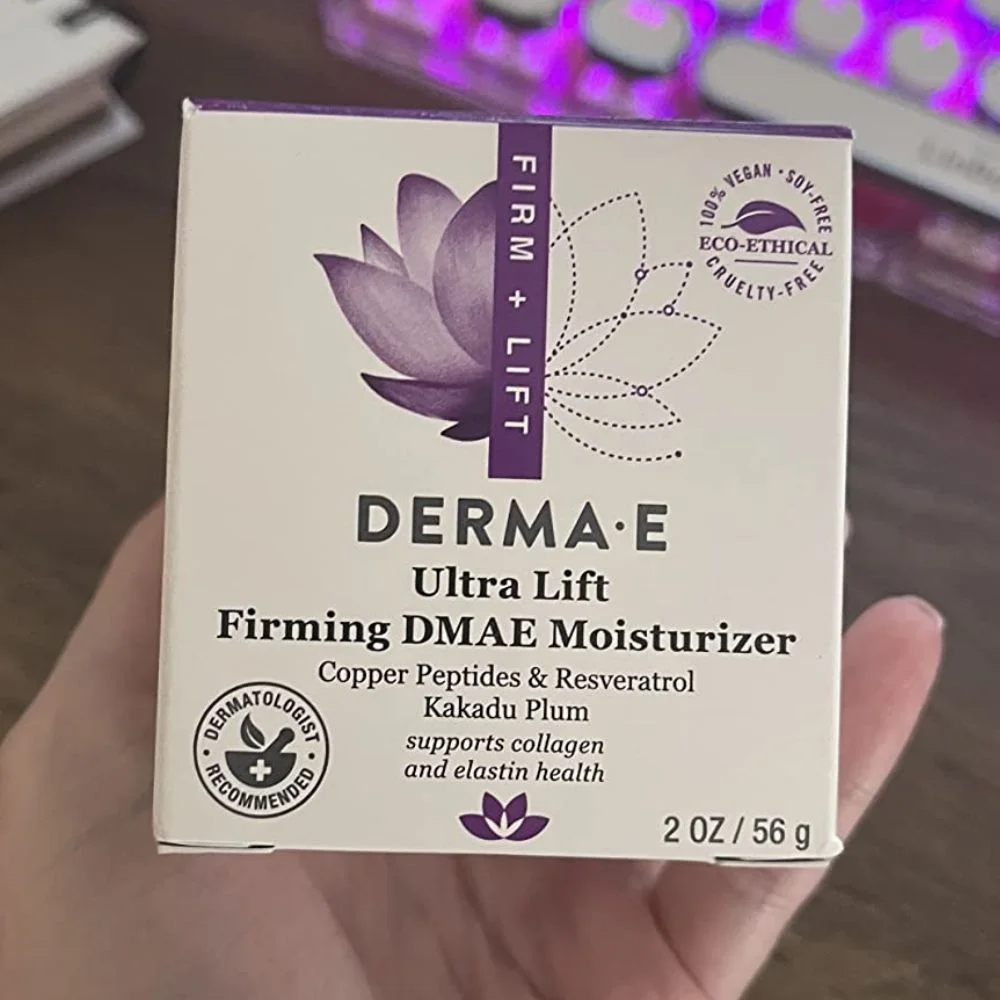 FIRM + LIFT
100% VEGAN • SOY-FREE
ECO-ETHICAL
CRUELTY-FREE
DERMA·E
Ultra Lift
Firming DMAE Moisturizer
Copper Peptides & Resveratrol
Kakadu Plum
supports collagen
and elastin health
• DERMATOLOGIST •
RECOMMENDED
2 OZ / 56 g